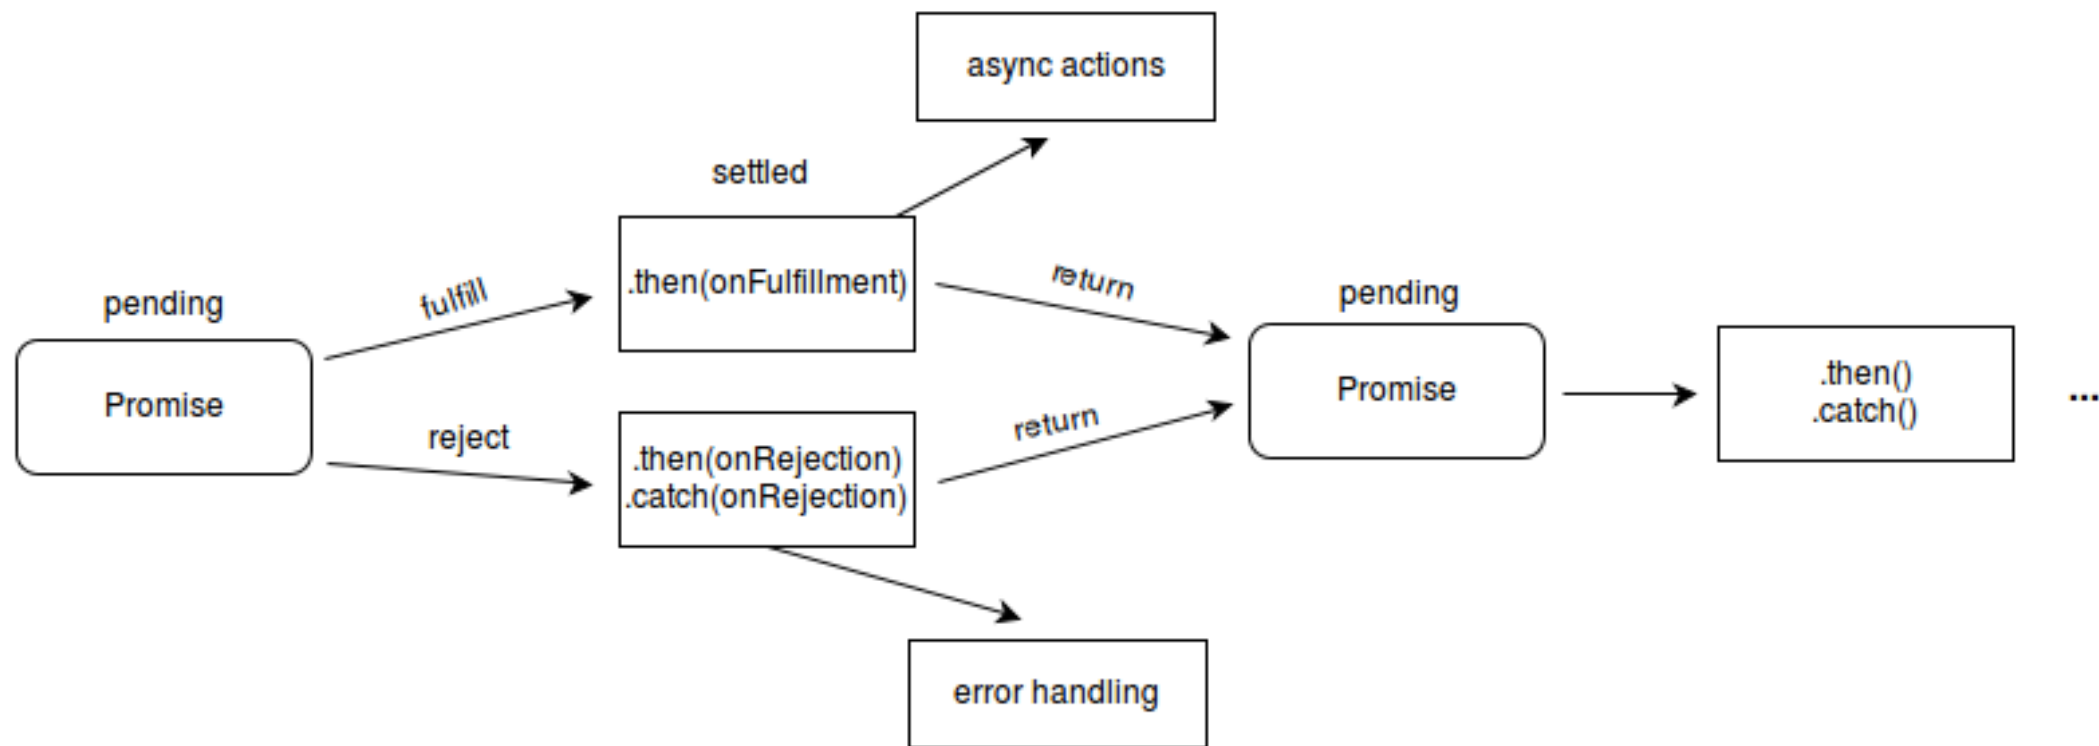 async actions
settled
.then(onFulfillment)
fulfill
return
pending
pending
Promise
Promise
.then()
.catch()
...
reject
return
.then(onRejection)
.catch(onRejection)
error handling